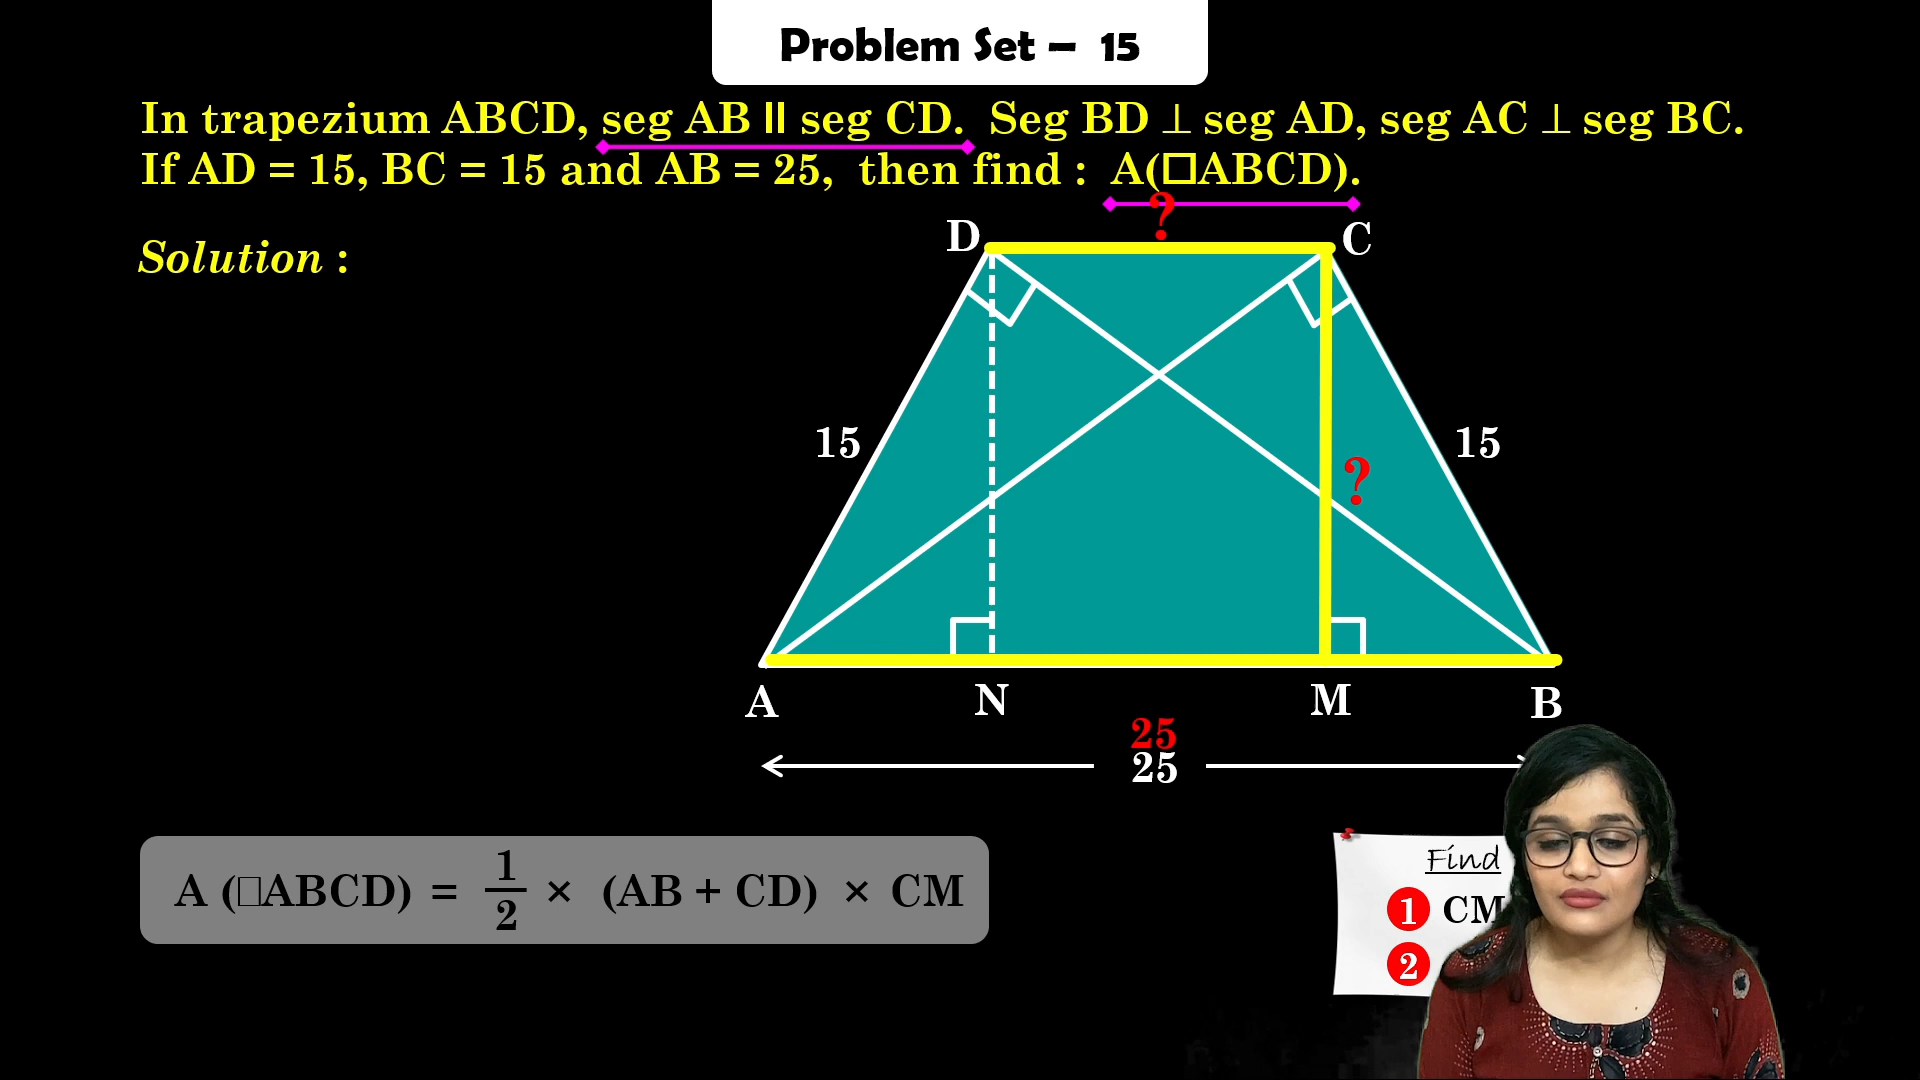 Problem Set – 15
In trapezium ABCD, seg AB || seg CD. Seg BD ⊥ seg AD, seg AC ⊥ seg BC.
If AD = 15, BC = 15 and AB = 25, then find : A(□ABCD).
Solution :
?
D
C
15
15
?
A
N
M
B
25
25
A (□ABCD) = 1/2 × (AB + CD) × CM
Find
1 CM
2